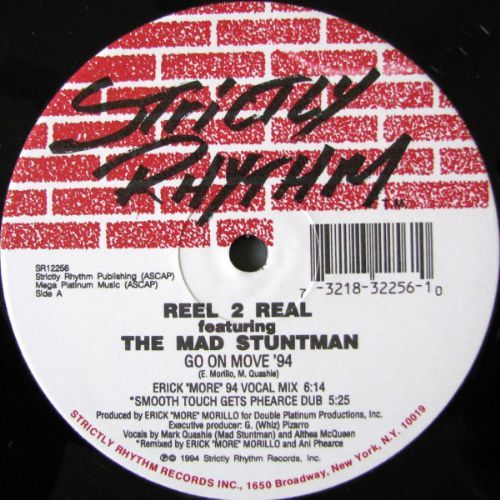 STRICTLY
RHYTHM
TM
SR12256
Strictly Rhythm Publishing (ASCAP)
Mega Platinum Music (ASCAP)
Side A
7 -3218-32256-1 0
REEL 2 REAL
featuring
THE MAD STUNTMAN
GO ON MOVE '94
(E. Morillo, M. Quashie)
ERICK "MORE" 94 VOCAL MIX 6:14
*SMOOTH TOUCH GETS PHEARCE DUB 5:25
Produced by ERICK "MORE" MORILLO for Double Platinum Productions, Inc.
Executive producer: G. (Whiz) Pizarro
Vocals by Mark Quashie (Mad Stuntman) and Althea McQueen
*Remixed by ERICK "MORE" MORILLO and Ani Phearce
℗© 1994 Strictly Rhythm Records, Inc.
STRICTLY RHYTHM RECORDS INC., 1650 Broadway, New York, N.Y. 10019